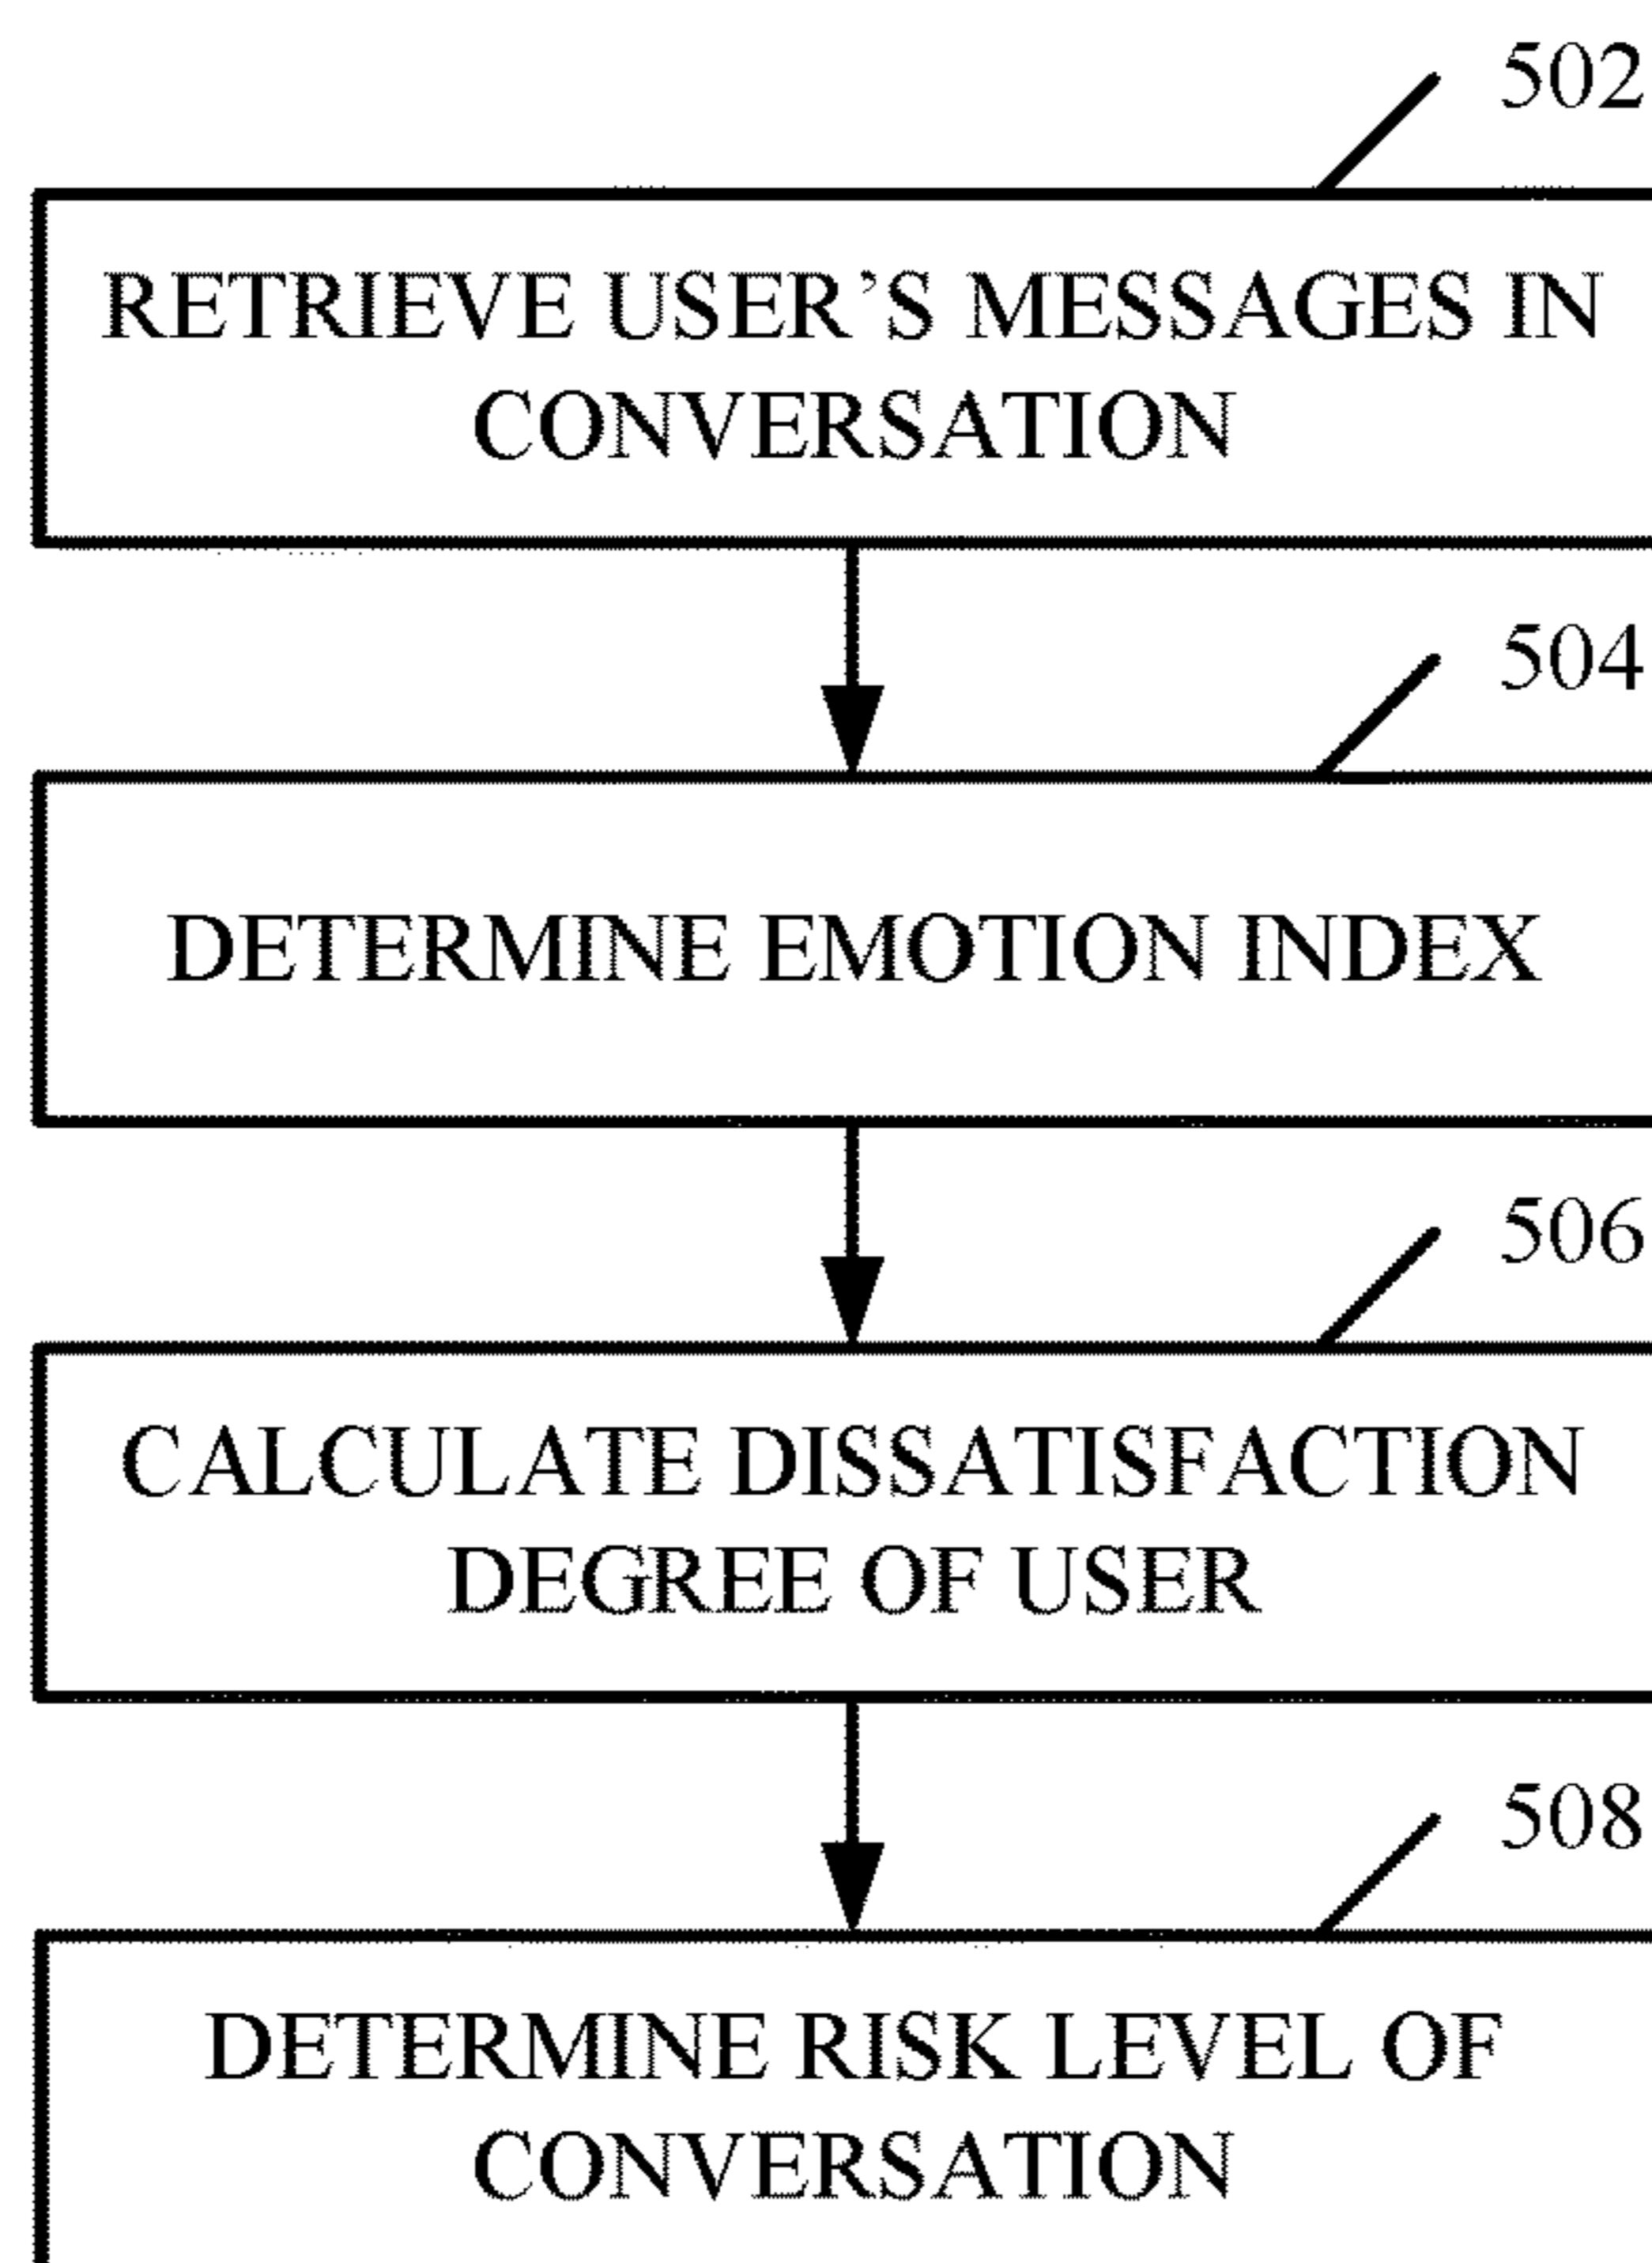 502
RETRIEVE USER’S MESSAGES IN
CONVERSATION
504
DETERMINE EMOTION INDEX
506
CALCULATE DISSATISFACTION
DEGREE OF USER
508
DETERMINE RISK LEVEL OF
CONVERSATION